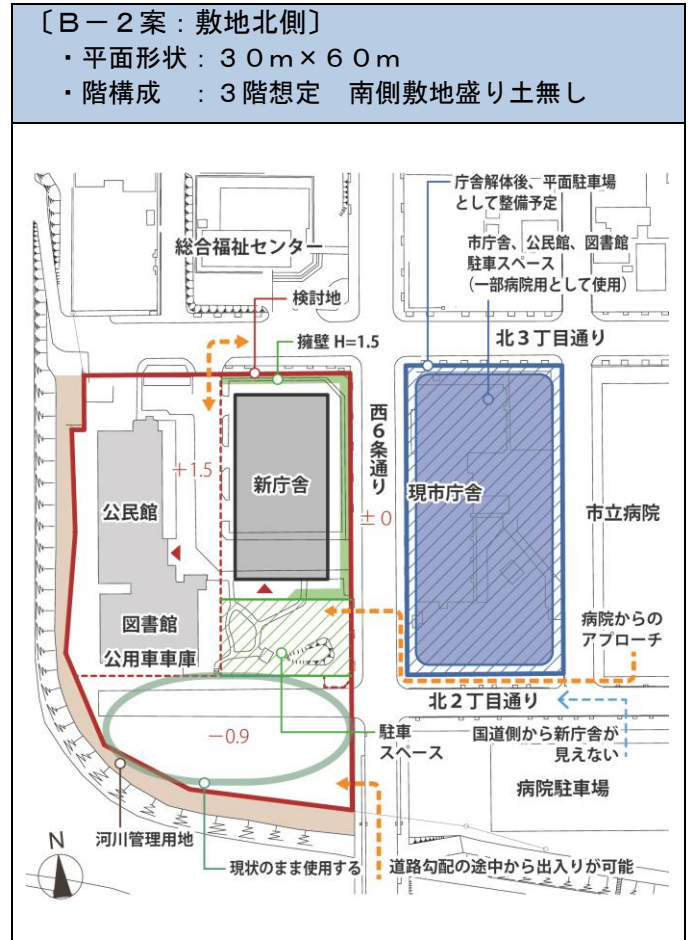 〔B－2案：敷地北側〕
・平面形状：30m×60m
・階構成　：3階想定　南側敷地盛り土無し
庁舎解体後、平面駐車場
として整備予定
総合福祉センター
市庁舎、公民館、図書館
駐車スペース
（一部病院用として使用）
検討地
擁壁 H=1.5
北3丁目通り
西6条通り
＋1.5
新庁舎
現市庁舎
公民館
±0
市立病院
図書館
公用車車庫
病院からの
アプローチ
北2丁目通り
－0.9
駐車
スペース
国道側から新庁舎が
見えない
病院駐車場
N
河川管理用地
現状のまま使用する
道路勾配の途中から出入りが可能